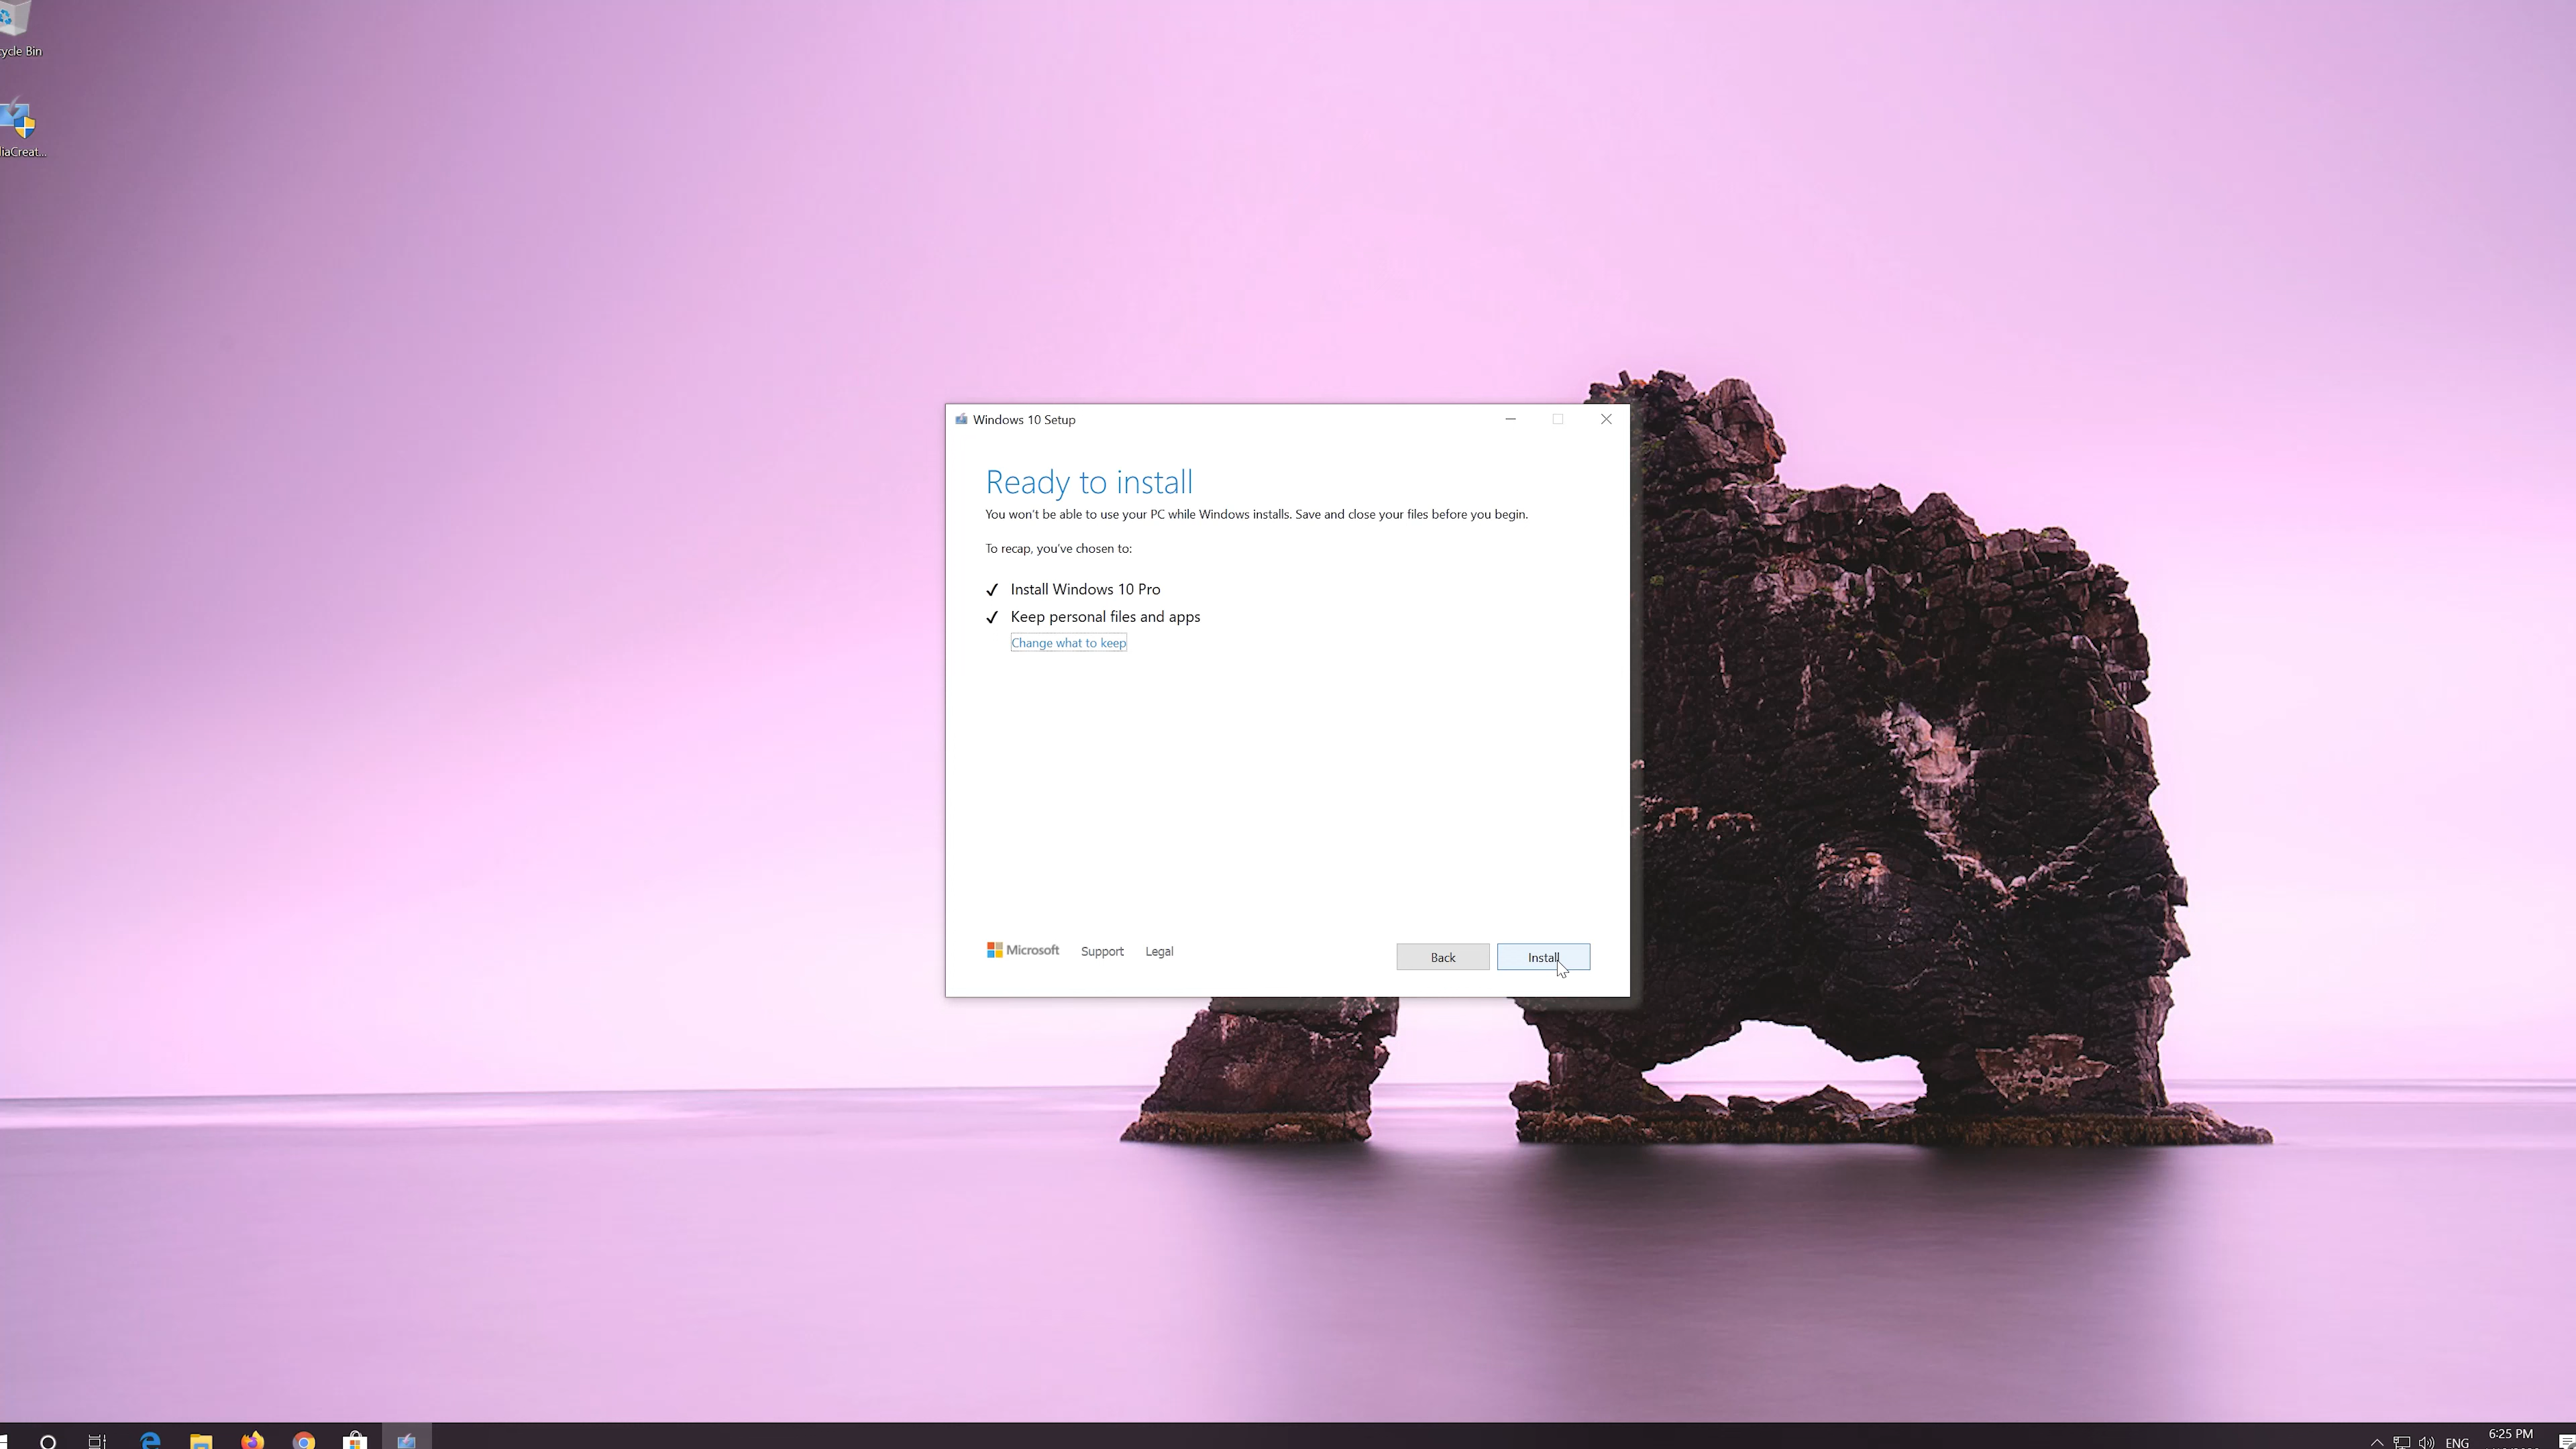 cycle Bin
diaCreat...
Windows 10 Setup
Ready to install
You won't be able to use your PC while Windows installs. Save and close your files before you begin.
To recap, you've chosen to:
✓ Install Windows 10 Pro
✓ Keep personal files and apps
Change what to keep
Microsoft Support Legal
Back Install
ENG
6:25 PM